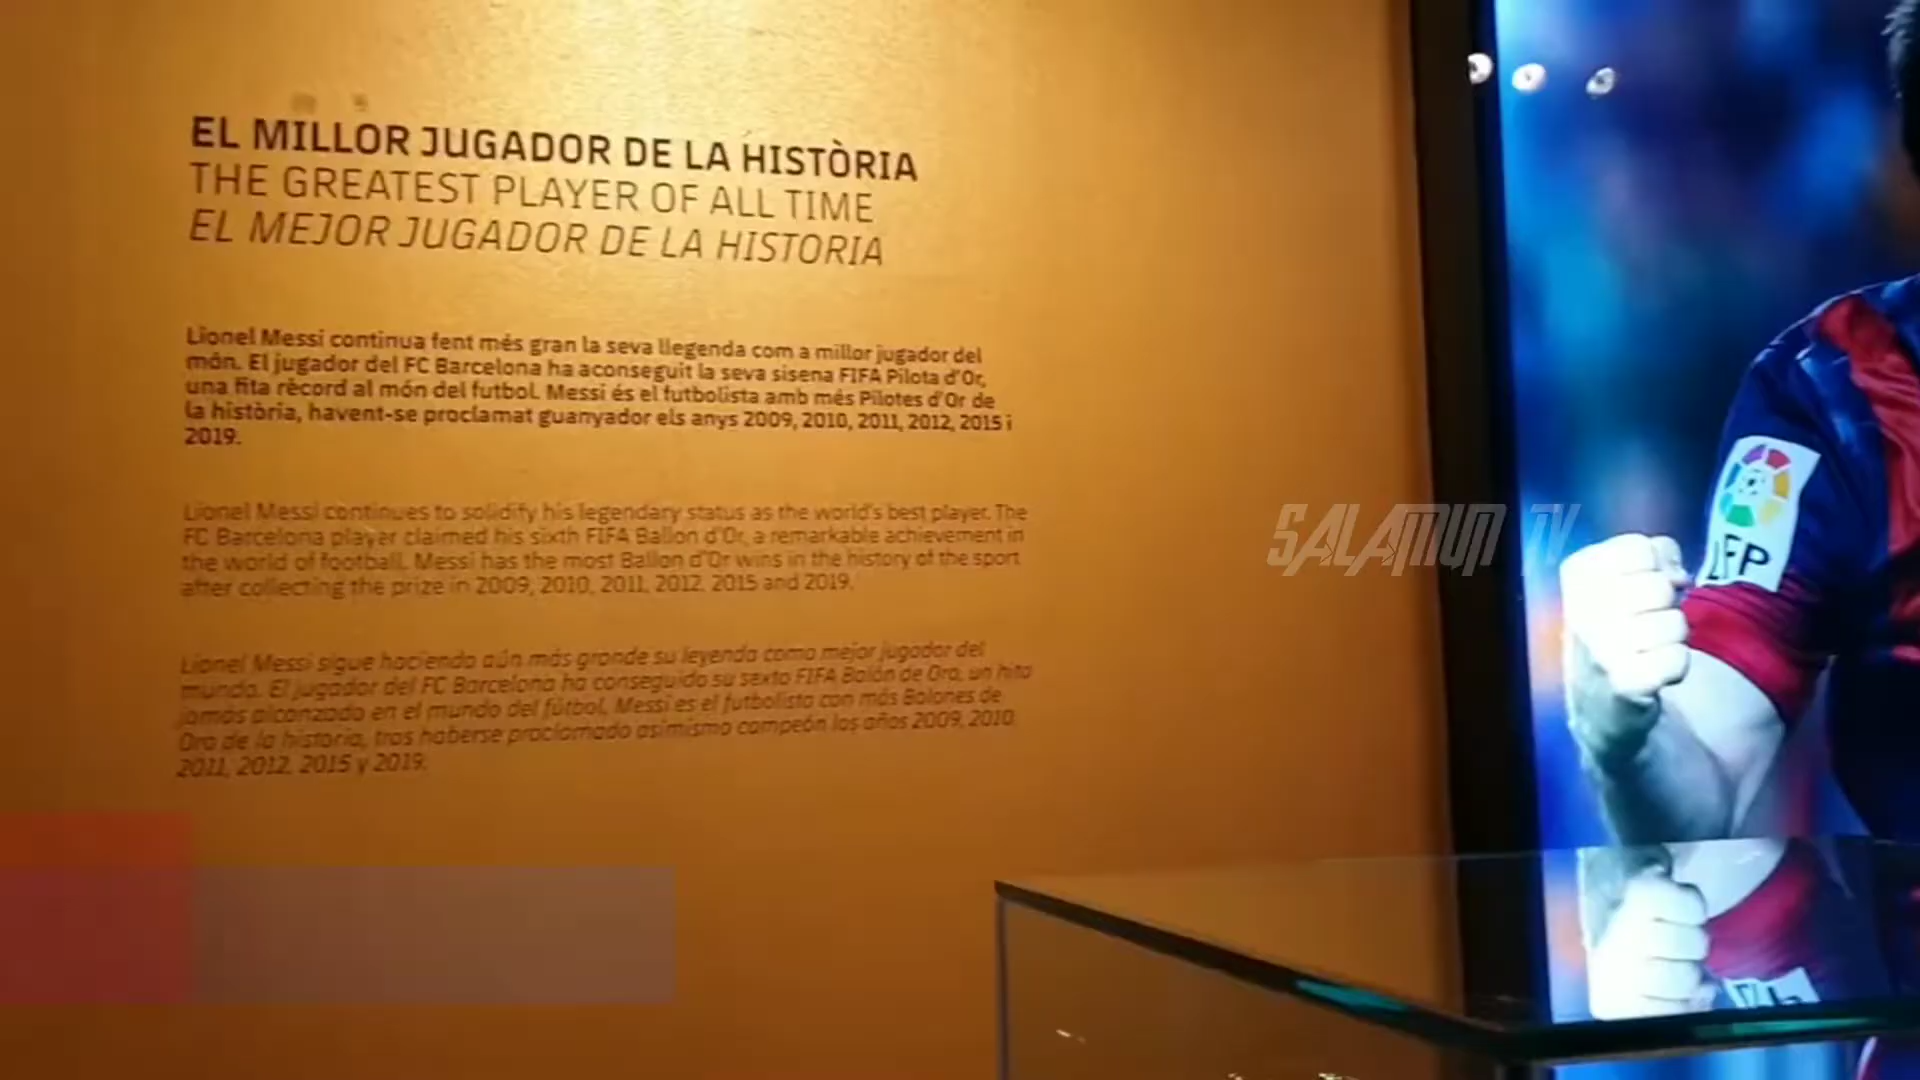 EL MILLOR JUGADOR DE LA HISTÒRIA
THE GREATEST PLAYER OF ALL TIME
EL MEJOR JUGADOR DE LA HISTORIA
Lionel Messi continua fent més gran la seva llegenda com a millor jugador del
món. El jugador del FC Barcelona ha aconseguit la seva sisena FIFA Pilota d'Or,
una fita rècord al món del futbol. Messi és el futbolista amb més Pilotes d'Or de
la història, havent-se proclamat guanyador els anys 2009, 2010, 2011, 2012, 2015 i
2019.
Lionel Messi continues to solidify his legendary status as the world's best player. The
FC Barcelona player claimed his sixth FIFA Ballon d'Or, a remarkable achievement in
the world of football. Messi has the most Ballon d'Or wins in the history of the sport
after collecting the prize in 2009, 2010, 2011, 2012, 2015 and 2019.
Lionel Messi sigue haciendo aún más grande su leyenda como mejor jugador del
mundo. El jugador del FC Barcelona ha conseguido su sexto FIFA Balón de Oro, un hito
jamás alcanzado en el mundo del fútbol. Messi es el futbolista con más Balones de
Oro de la historia, tras haberse proclamado asimismo campeón los años 2009, 2010,
2011, 2012, 2015 y 2019.
SALAMUN TV
LFP